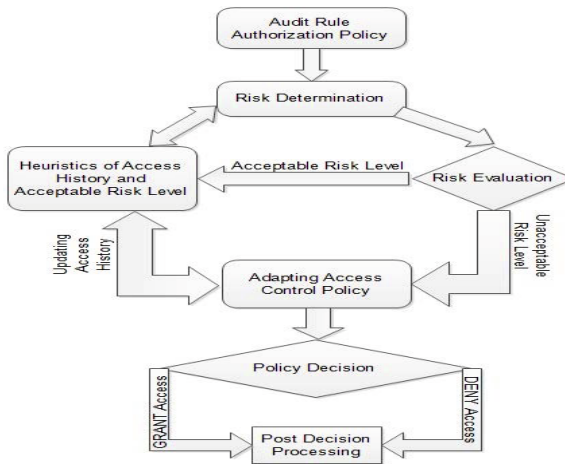 Audit Rule
Authorization Policy
Risk Determination
Heuristics of Access
History and
Acceptable Risk Level
Acceptable Risk Level
Risk Evaluation
Updating
Access
History
Unacceptable
Risk Level
Adapting Access
Control Policy
Policy Decision
GRANT Access
DENY Access
Post Decision
Processing